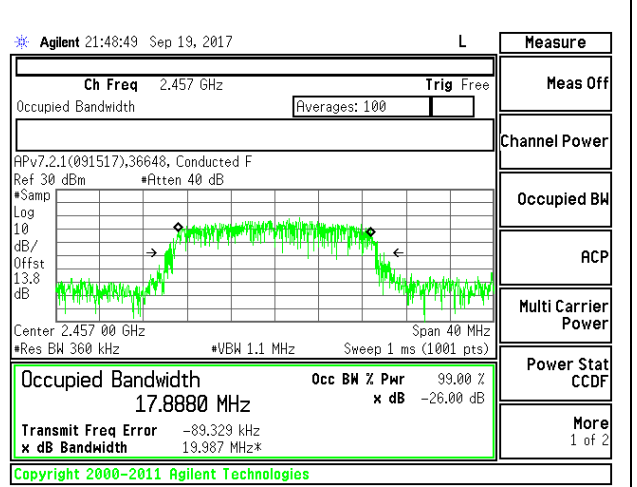 Agilent 21:48:49 Sep 19, 2017 L
Measure
Ch Freq 2.457 GHz Trig Free
Occupied Bandwidth Averages: 100
APv7.2.1(091517),36648, Conducted F
Ref 30 dBm #Atten 40 dB
#Samp
Log
10
dB/
Offst
13.8
dB
Center 2.457 00 GHz Span 40 MHz
#Res BW 360 kHz #VBW 1.1 MHz Sweep 1 ms (1001 pts)
Occupied Bandwidth Occ BW % Pwr 99.00 %
17.8880 MHz x dB -26.00 dB
Transmit Freq Error -89.329 kHz
x dB Bandwidth 19.987 MHz*
Copyright 2000-2011 Agilent Technologies
Meas Off
Channel Power
Occupied BW
ACP
Multi Carrier
Power
Power Stat
CCDF
More
1 of 2